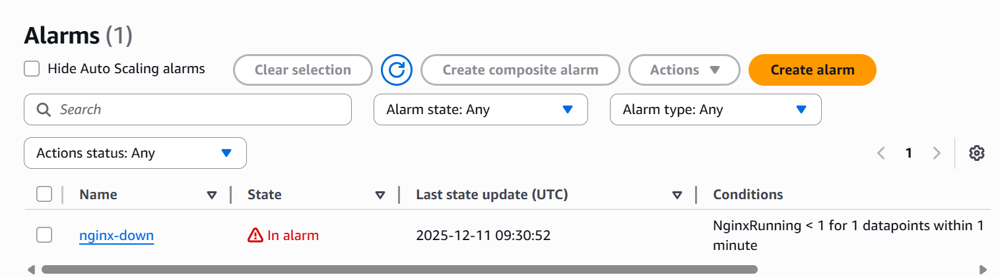 Alarms (1)
Hide Auto Scaling alarms
Clear selection
Create composite alarm
Actions
Create alarm
Search
Alarm state: Any
Alarm type: Any
Actions status: Any
1
Name
State
Last state update (UTC)
Conditions
nginx-down
In alarm
2025-12-11 09:30:52
NginxRunning < 1 for 1 datapoints within 1
minute